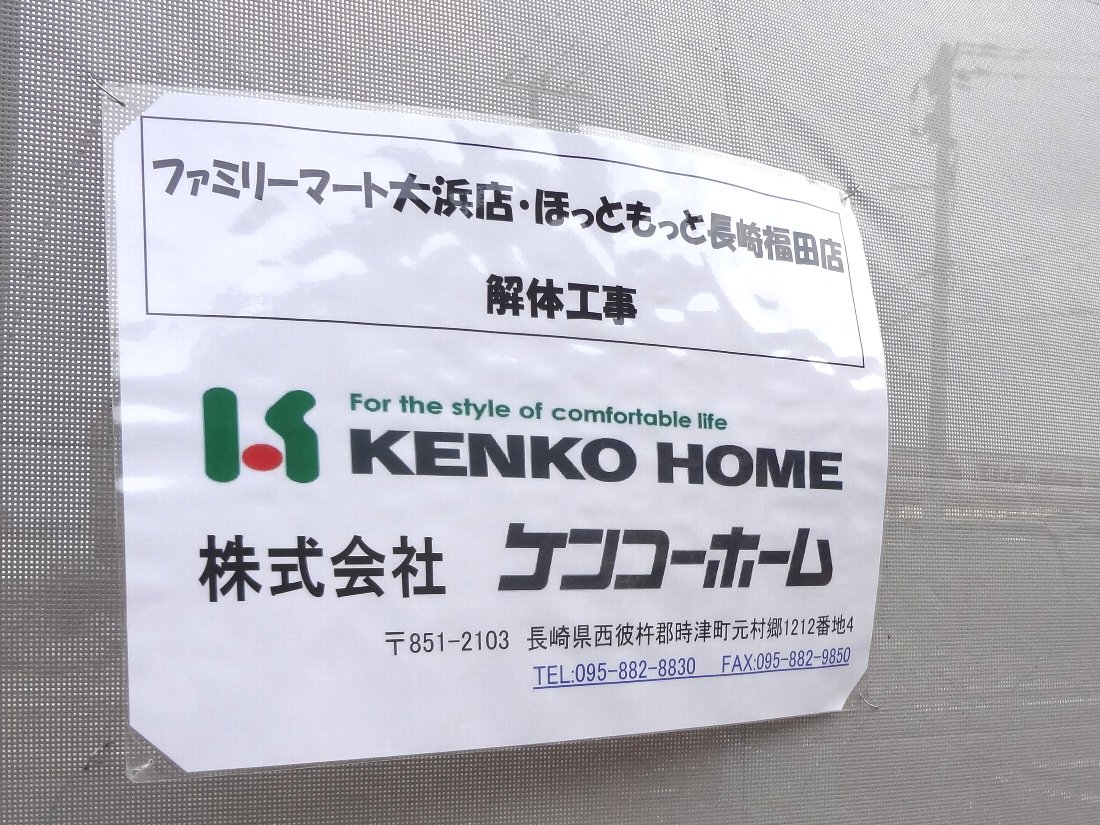 ファミリーマート大浜店・ほっともっと長崎福田店
解体工事
For the style of comfortable life
KENKO HOME
株式会社 ケンコーホーム
〒851-2103 長崎県西彼杵郡時津町元村郷1212番地4
TEL:095-882-8830 FAX:095-882-9850